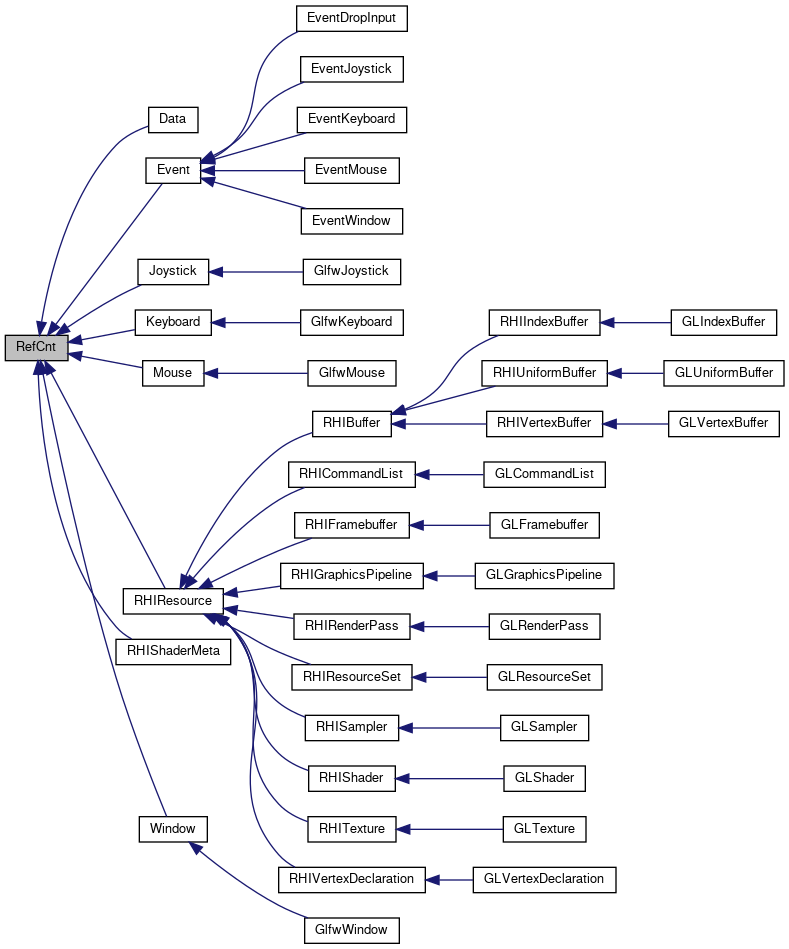 EventDropInput
EventJoystick
EventKeyboard
Data
Event
EventMouse
EventWindow
Joystick
GlfwJoystick
Keyboard
GlfwKeyboard
RHIIndexBuffer
GLIndexBuffer
RefCnt
Mouse
GlfwMouse
RHIUniformBuffer
GLUniformBuffer
RHIBuffer
RHIVertexBuffer
GLVertexBuffer
RHICommandList
GLCommandList
RHIFramebuffer
GLFramebuffer
RHIGraphicsPipeline
GLGraphicsPipeline
RHIResource
RHIRenderPass
GLRenderPass
RHIShaderMeta
RHIResourceSet
GLResourceSet
RHISampler
GLSampler
RHIShader
GLShader
Window
RHITexture
GLTexture
RHIVertexDeclaration
GLVertexDeclaration
GlfwWindow